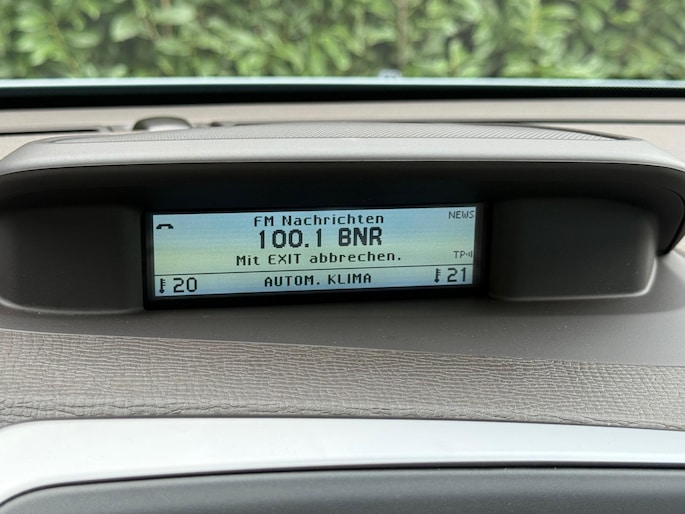 FM Nachrichten NEWS
100.1 BNR
Mit EXIT abbrechen. TP
20 AUTOM. KLIMA 21